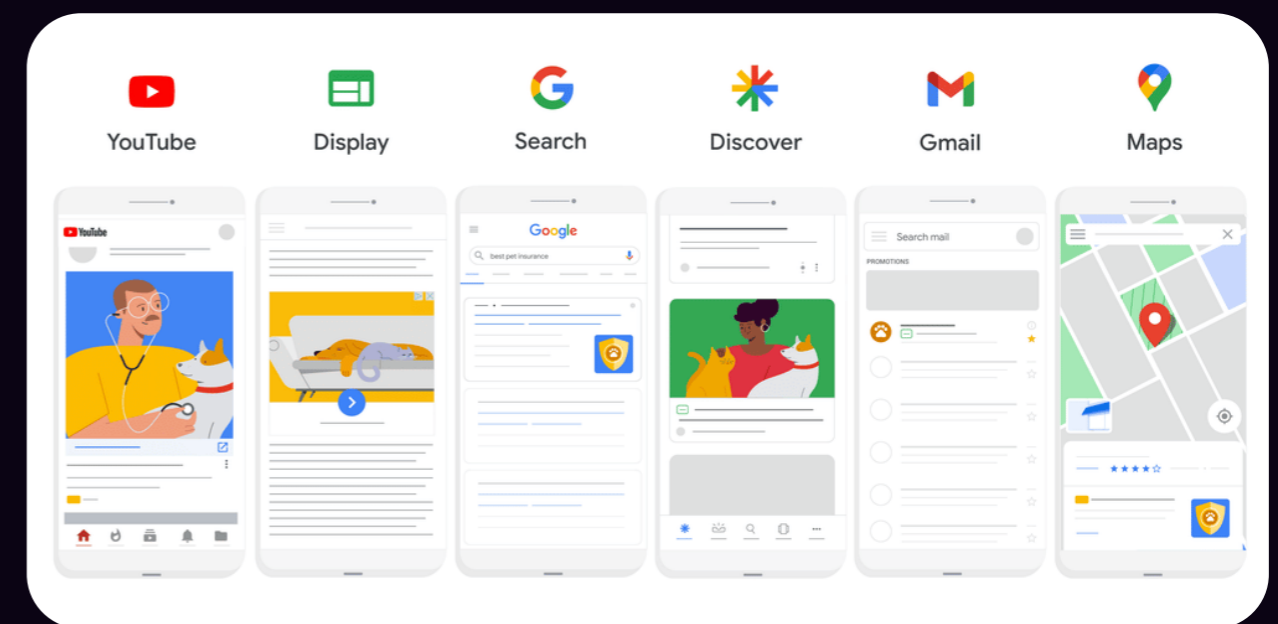 YouTube
Display
Search
Discover
Gmail
Maps
YouTube
Google
best pet insurance
Search mail
PROMOTIONS